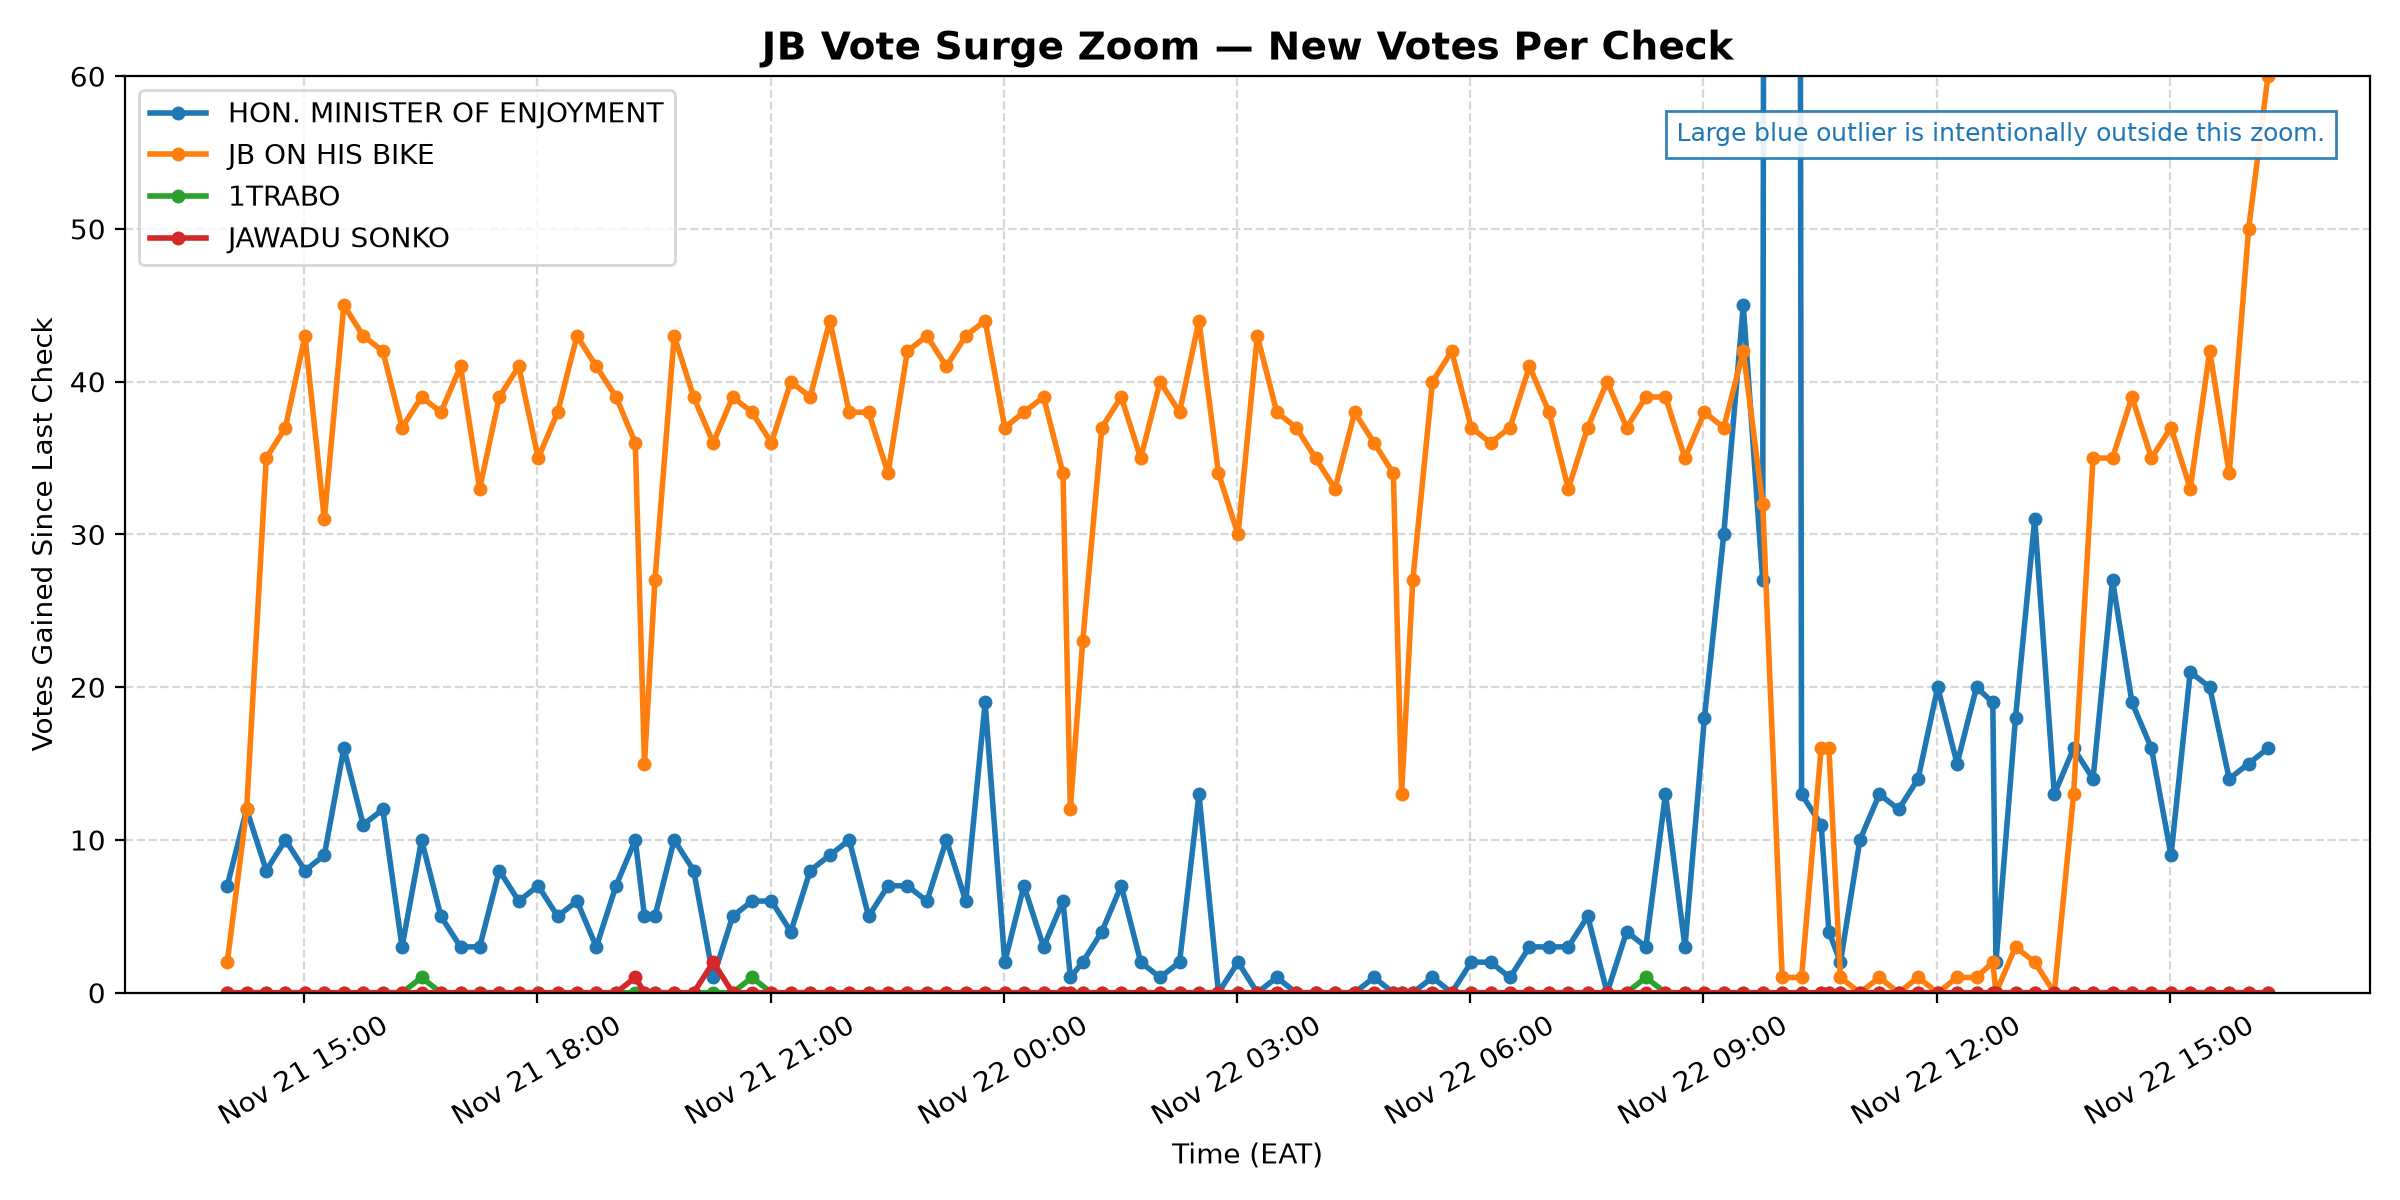 JB Vote Surge Zoom — New Votes Per Check
60
50
40
30
20
10
0
Votes Gained Since Last Check
HON. MINISTER OF ENJOYMENT
JB ON HIS BIKE
1TRABO
JAWADU SONKO
Large blue outlier is intentionally outside this zoom.
Nov 21 15:00
Nov 21 18:00
Nov 21 21:00
Nov 22 00:00
Nov 22 03:00
Nov 22 06:00
Nov 22 09:00
Nov 22 12:00
Nov 22 15:00
Time (EAT)